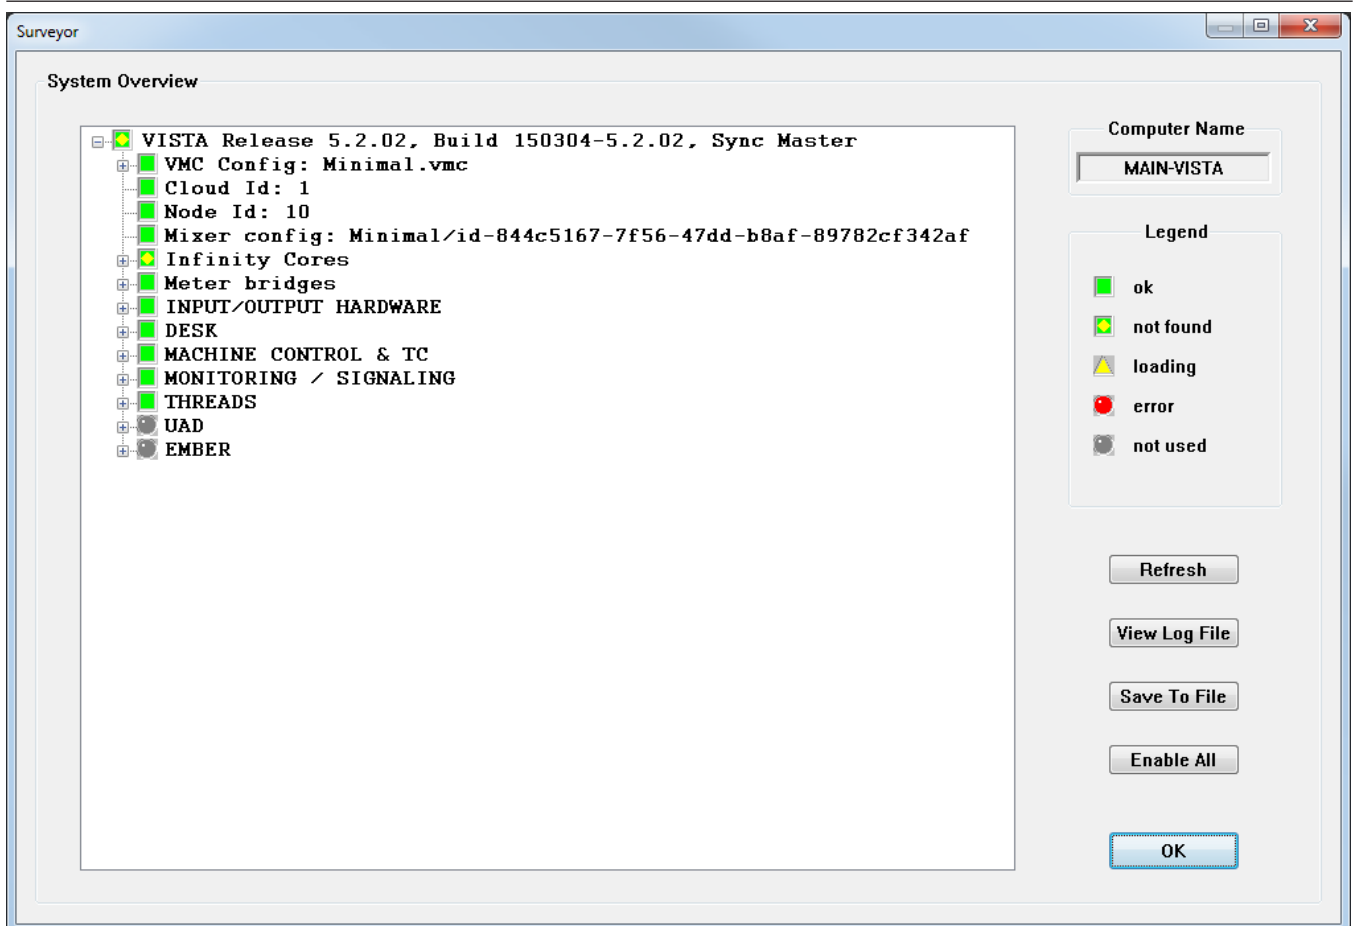 Surveyor
System Overview
VISTA Release 5.2.02, Build 150304-5.2.02, Sync Master
VMC Config: Minimal.vmc
Cloud Id: 1
Node Id: 10
Mixer config: Minimal/id-844c5167-7f56-47dd-b8af-89782cf342af
Infinity Cores
Meter bridges
INPUT/OUTPUT HARDWARE
DESK
MACHINE CONTROL & TC
MONITORING / SIGNALING
THREADS
UAD
EMBER
Computer Name
MAIN-VISTA
Legend
ok
not found
loading
error
not used
Refresh
View Log File
Save To File
Enable All
OK